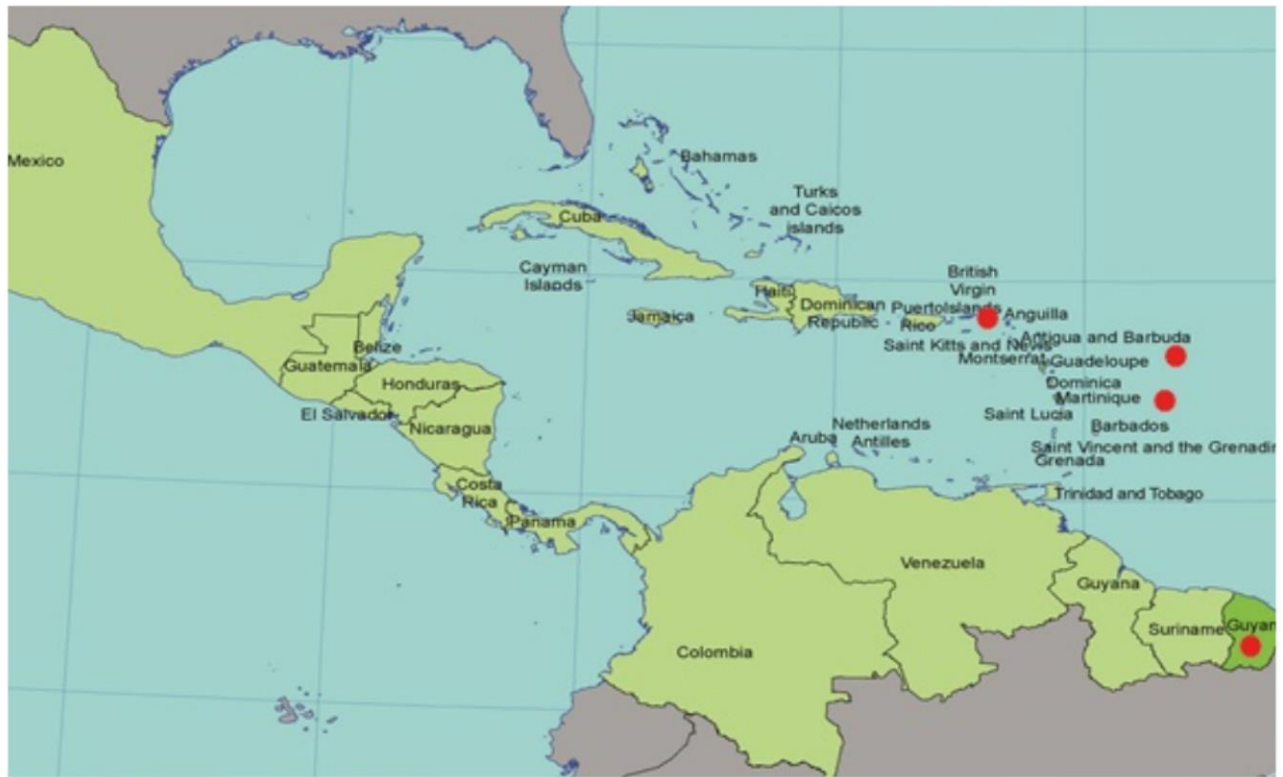 Mexico
Bahamas
Turks
and Caicos
islands
Cuba
Cayman
Islands
Jamaica
Haiti
Dominican
Republic
British
Virgin
Islands
Puerto
Rico
Anguilla
Saint Kitts and Nevis
Antigua and Barbuda
Montserrat
Guadeloupe
Dominica
Martinique
Saint Lucia
Barbados
Saint Vincent and the Grenadin
Grenada
Trinidad and Tobago
Netherlands
Antilles
Aruba
Belize
Guatemala
Honduras
El Salvador
Nicaragua
Costa
Rica
Panama
Venezuela
Colombia
Guyana
Suriname
Guyan